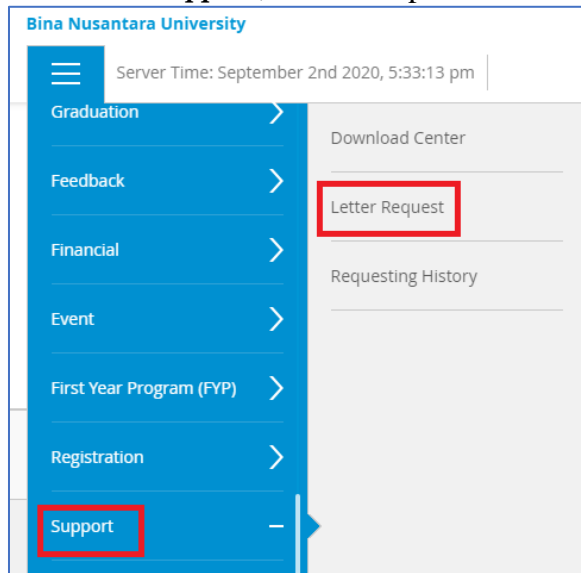 Bina Nusantara University
Server Time: September 2nd 2020, 5:33:13 pm
Graduation
Feedback
Financial
Event
First Year Program (FYP)
Registration
Support
Download Center
Letter Request
Requesting History